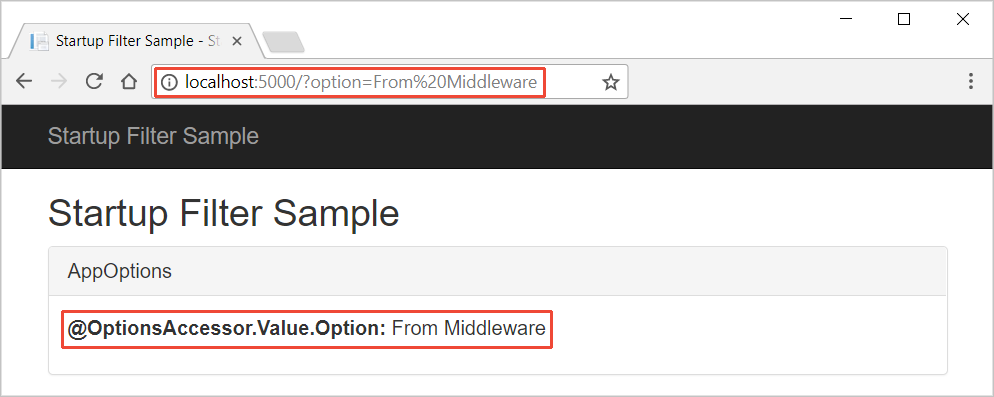 Startup Filter Sample - St
localhost:5000/?option=From%20Middleware
Startup Filter Sample
Startup Filter Sample
AppOptions
@OptionsAccessor.Value.Option: From Middleware